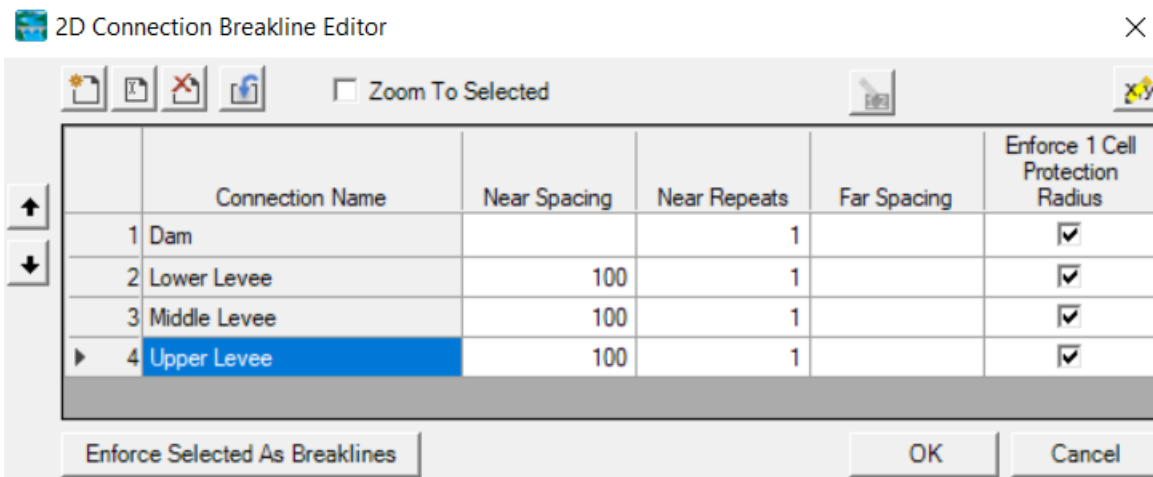 2D Connection Breakline Editor
Zoom To Selected
x,y
Connection Name Near Spacing Near Repeats Far Spacing Enforce 1 Cell
Protection
Radius
1 Dam 1
2 Lower Levee 100 1
3 Middle Levee 100 1
4 Upper Levee 100 1
Enforce Selected As Breaklines OK Cancel